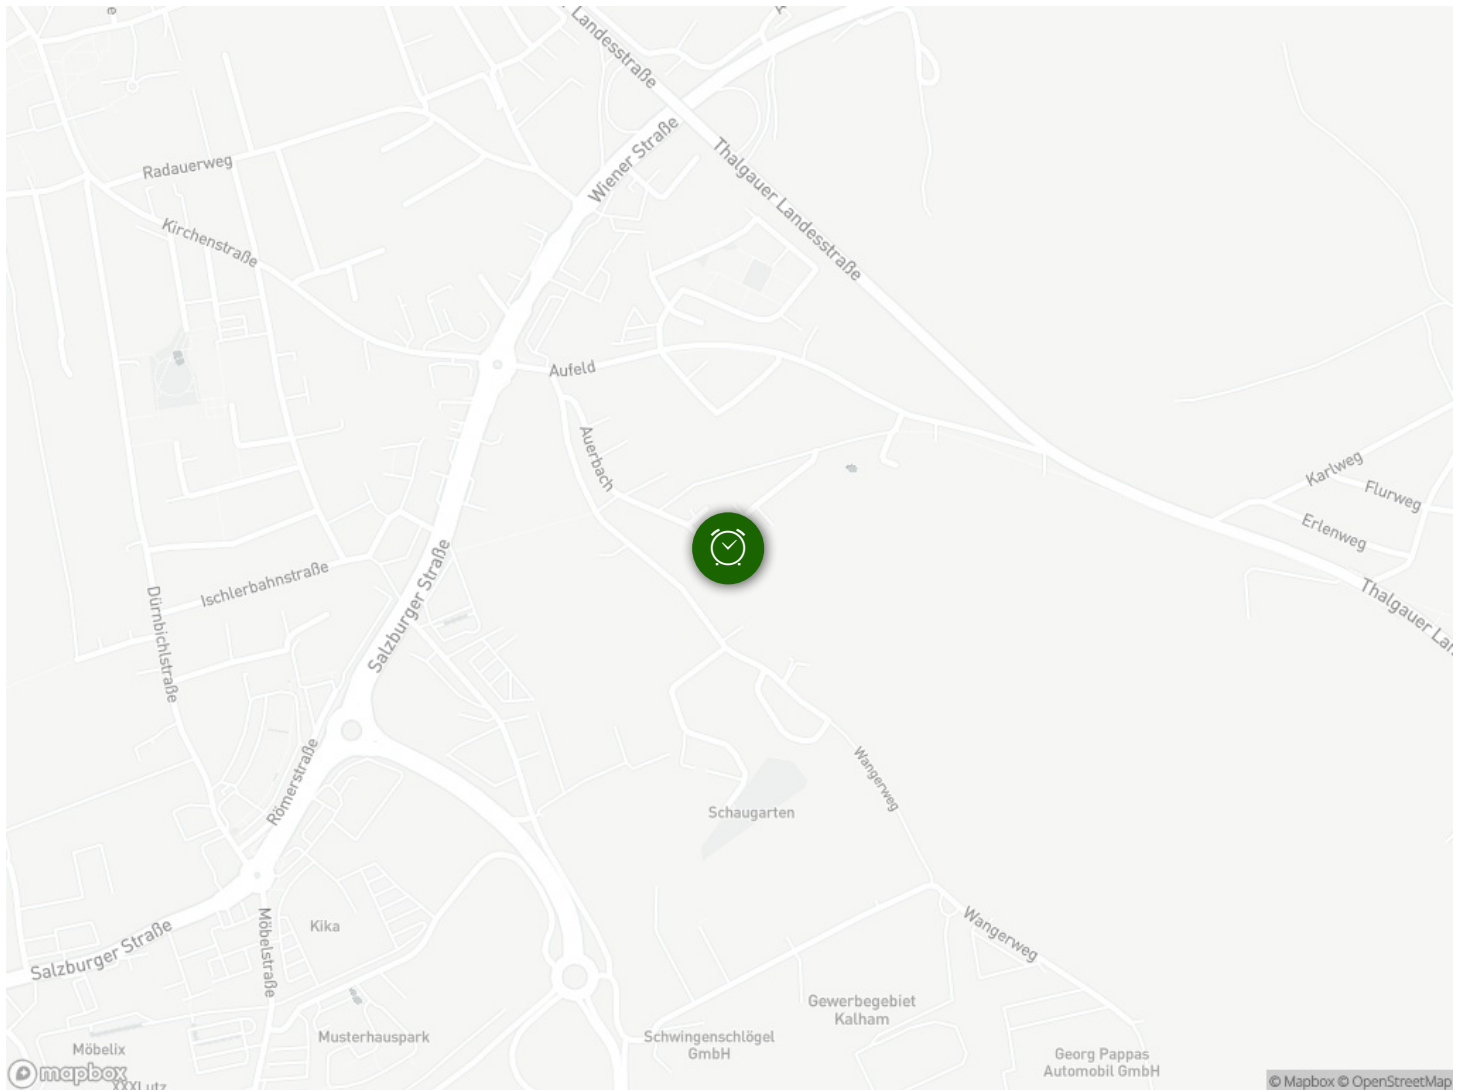 e
Landesstraße
Wiener Straße
Thalgauer Landesstraße
Radauerweg
Kirchenstraße
Aufeld
Auerbach
Karlweg
Flurweg
Erlenweg
Ischlerbahnstraße
Salzburger Straße
Dürnbichlstraße
Thalgauer Lan
Römerstraße
Wangerweg
Schaugarten
Möbelstraße
Kika
Salzburger Straße
Wangerweg
Gewerbegebiet
Kalham
Musterhauspark
Schwingenschlögel
GmbH
Möbelix
Georg Pappas
Automobil GmbH
mapbox
XXXLutz
© Mapbox © OpenStreetMap